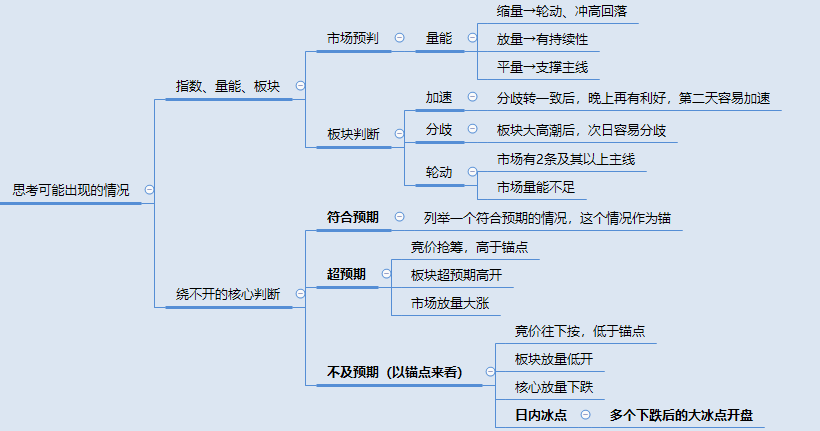 思考可能出现的情况
指数、量能、板块
市场预判
量能
缩量→轮动、冲高回落
放量→有持续性
平量→支撑主线
板块判断
加速
分歧转一致后，晚上再有利好，第二天容易加速
分歧
板块大高潮后，次日容易分歧
轮动
市场有2条及其以上主线
市场量能不足
绕不开的核心判断
符合预期
列举一个符合预期的情况，这个情况作为锚
超预期
竞价抢筹，高于锚点
板块超预期高开
市场放量大涨
不及预期（以锚点来看）
竞价往下按，低于锚点
板块放量低开
核心放量下跌
日内冰点
多个下跌后的大冰点开盘